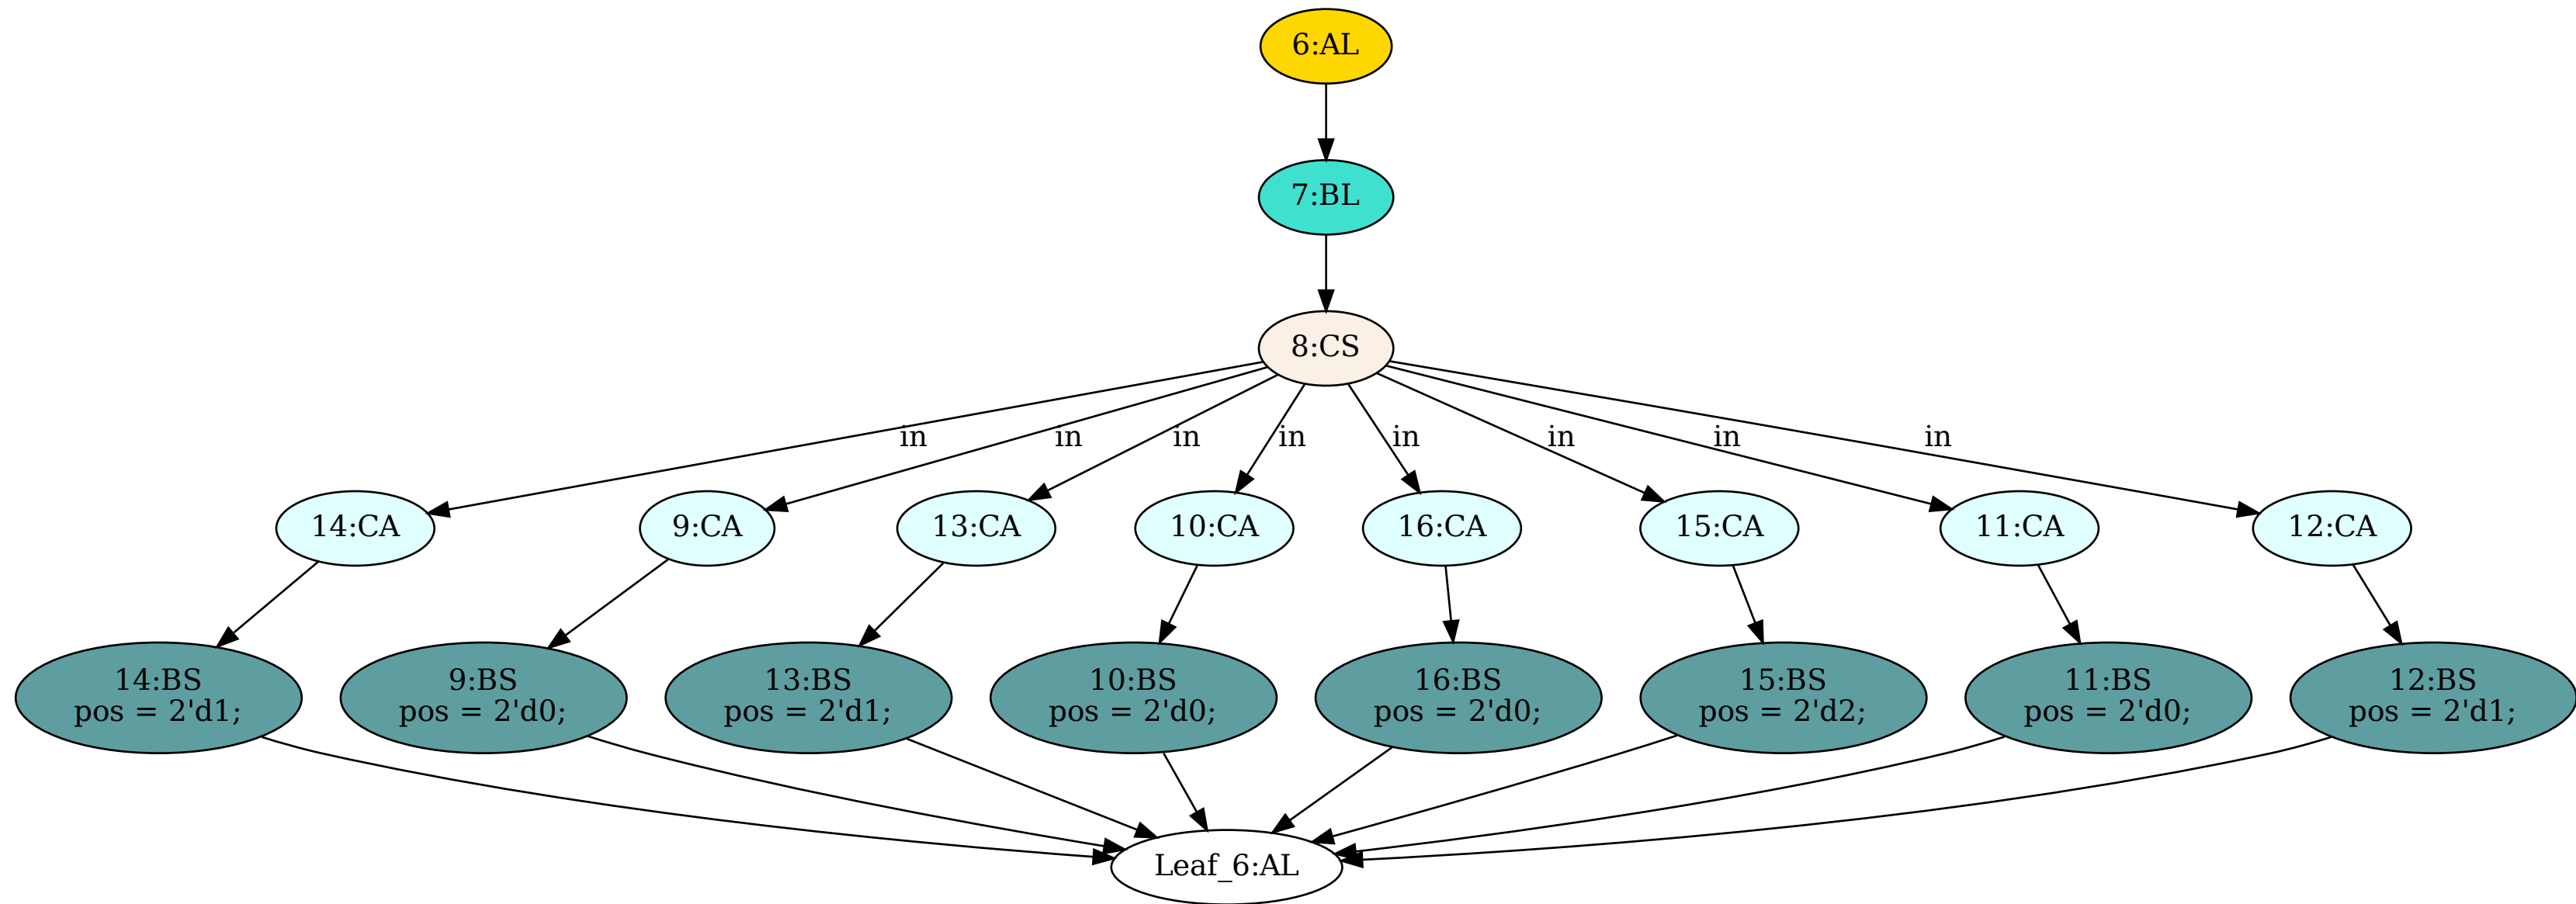 6:AL
7:BL
8:CS
in
in
in
in
in
in
in
in
14:CA
9:CA
13:CA
10:CA
16:CA
15:CA
11:CA
12:CA
14:BS
pos = 2'd1;
9:BS
pos = 2'd0;
13:BS
pos = 2'd1;
10:BS
pos = 2'd0;
16:BS
pos = 2'd0;
15:BS
pos = 2'd2;
11:BS
pos = 2'd0;
12:BS
pos = 2'd1;
Leaf_6:AL